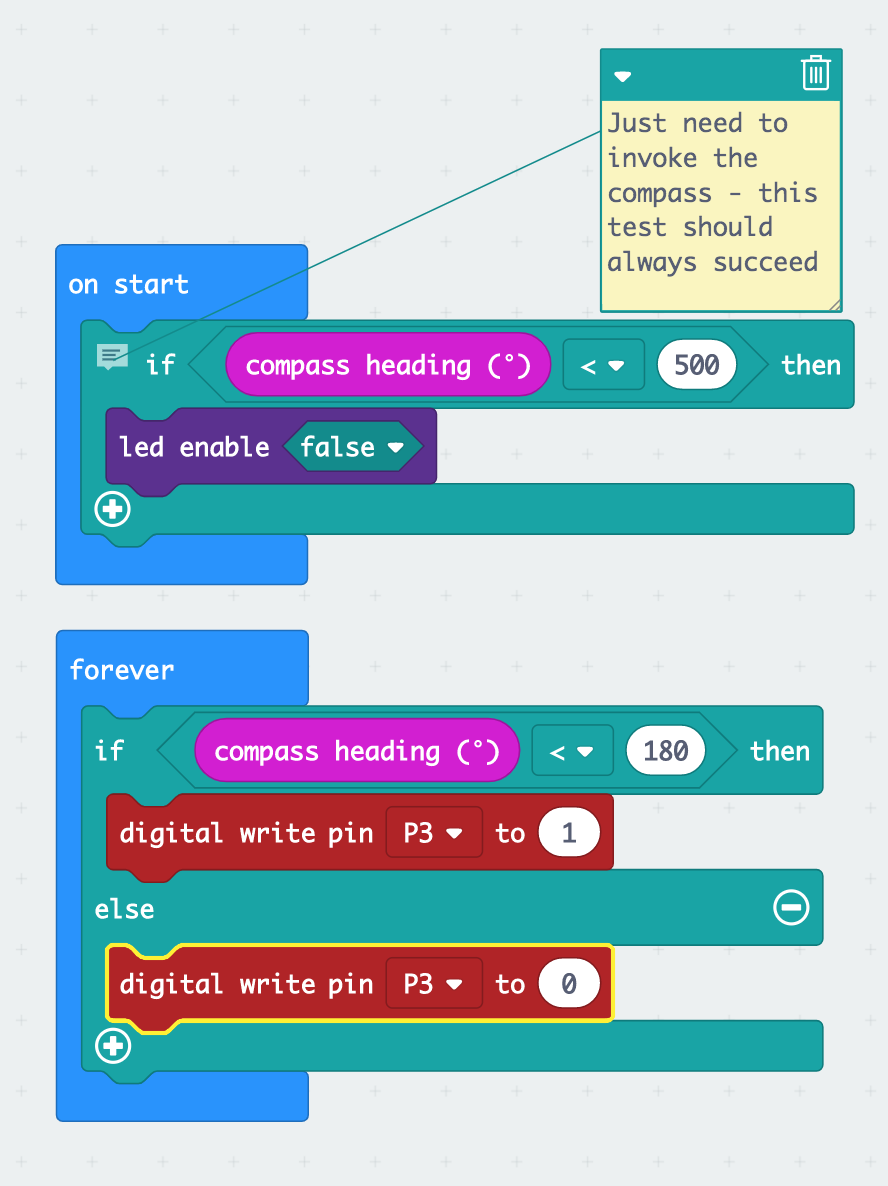 Just need to
invoke the
compass - this
test should
always succeed
on start
if compass heading (°) < 500 then
led enable false
forever
if compass heading (°) < 180 then
digital write pin P3 to 1
else
digital write pin P3 to 0